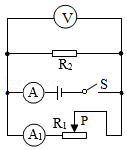 V
R₂
A S
A₁ R₁ P